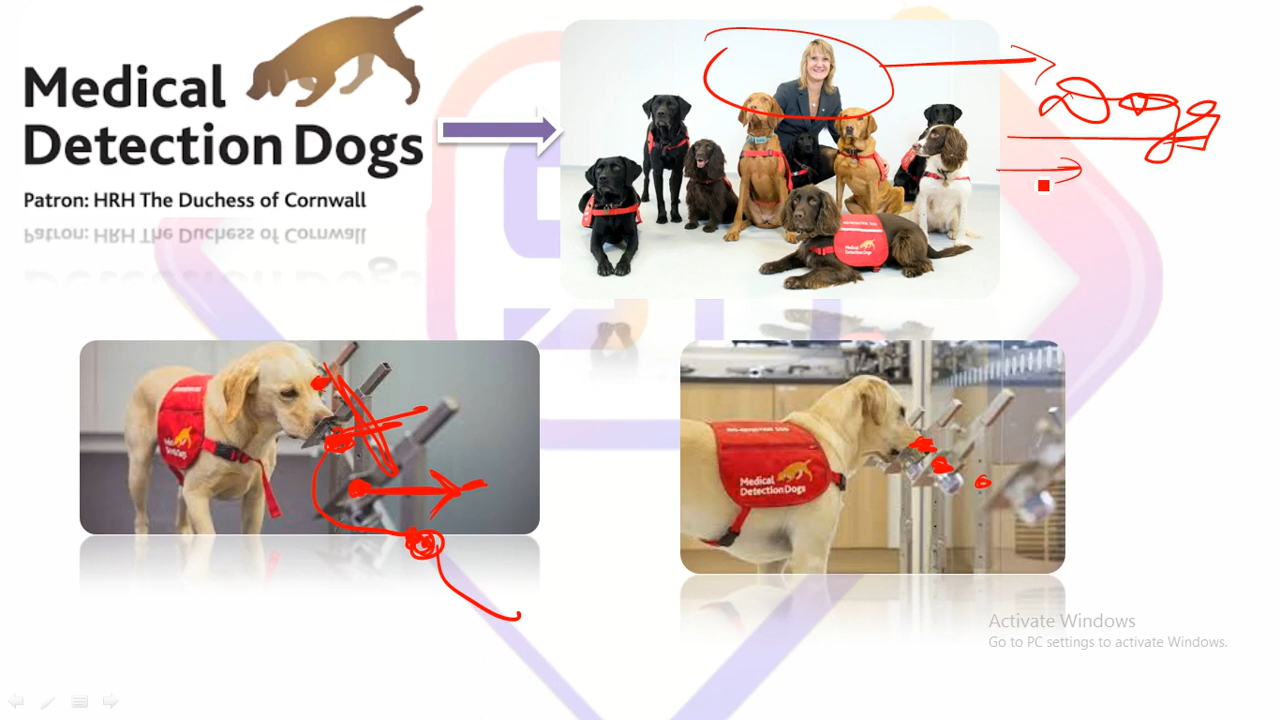 Medical
Detection Dogs
Patron: HRH The Duchess of Cornwall
Dogs
Medical
Detection Dogs
Medical
DetectionDogs
Activate Windows
Go to PC settings to activate Windows.